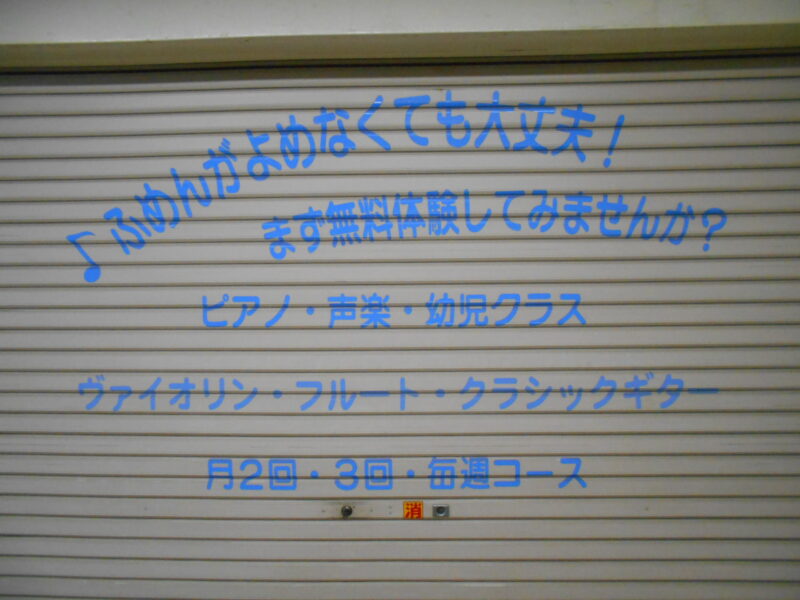 ♪ふめんがよめなくても大丈夫!
まず無料体験してみませんか?
ピアノ・声楽・幼児クラス
ヴァイオリン・フルート・クラシックギター
月2回・3回・毎週コース
消